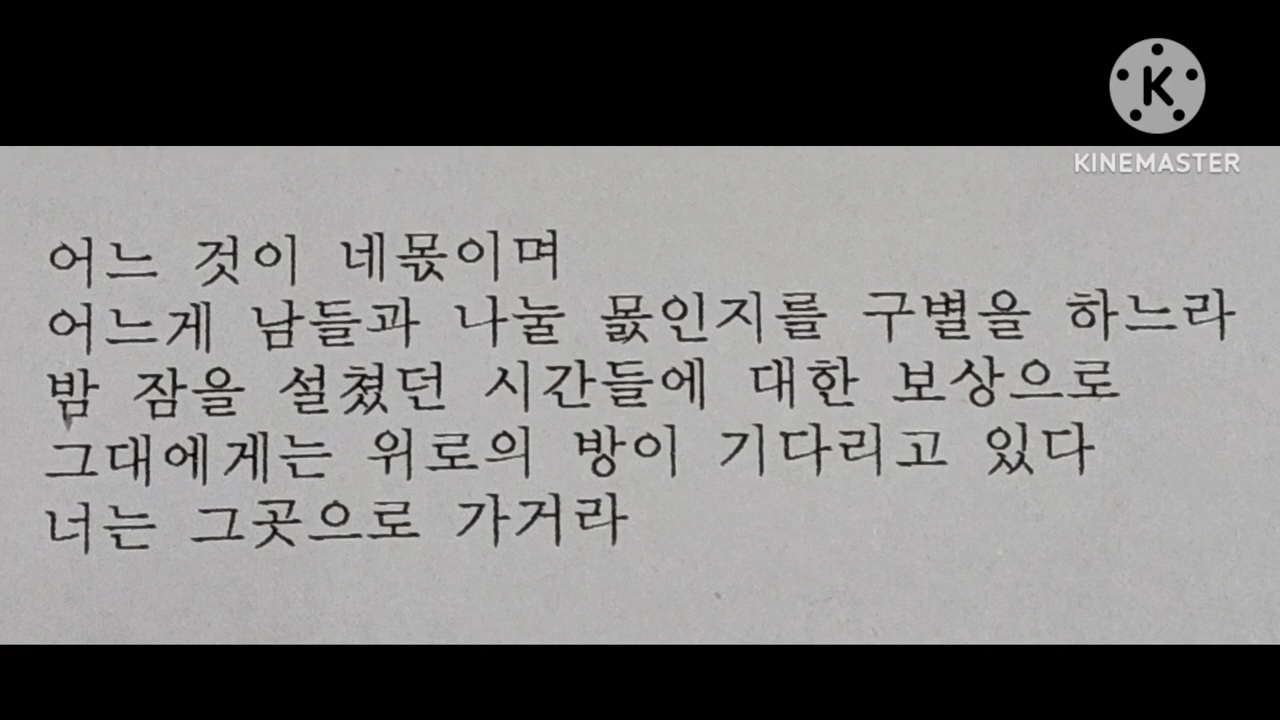 K
KINEMASTER
어느 것이 네몫이며
어느게 남들과 나눌 몫인지를 구별을 하느라
밤 잠을 설쳤던 시간들에 대한 보상으로
그대에게는 위로의 방이 기다리고 있다
너는 그곳으로 가거라